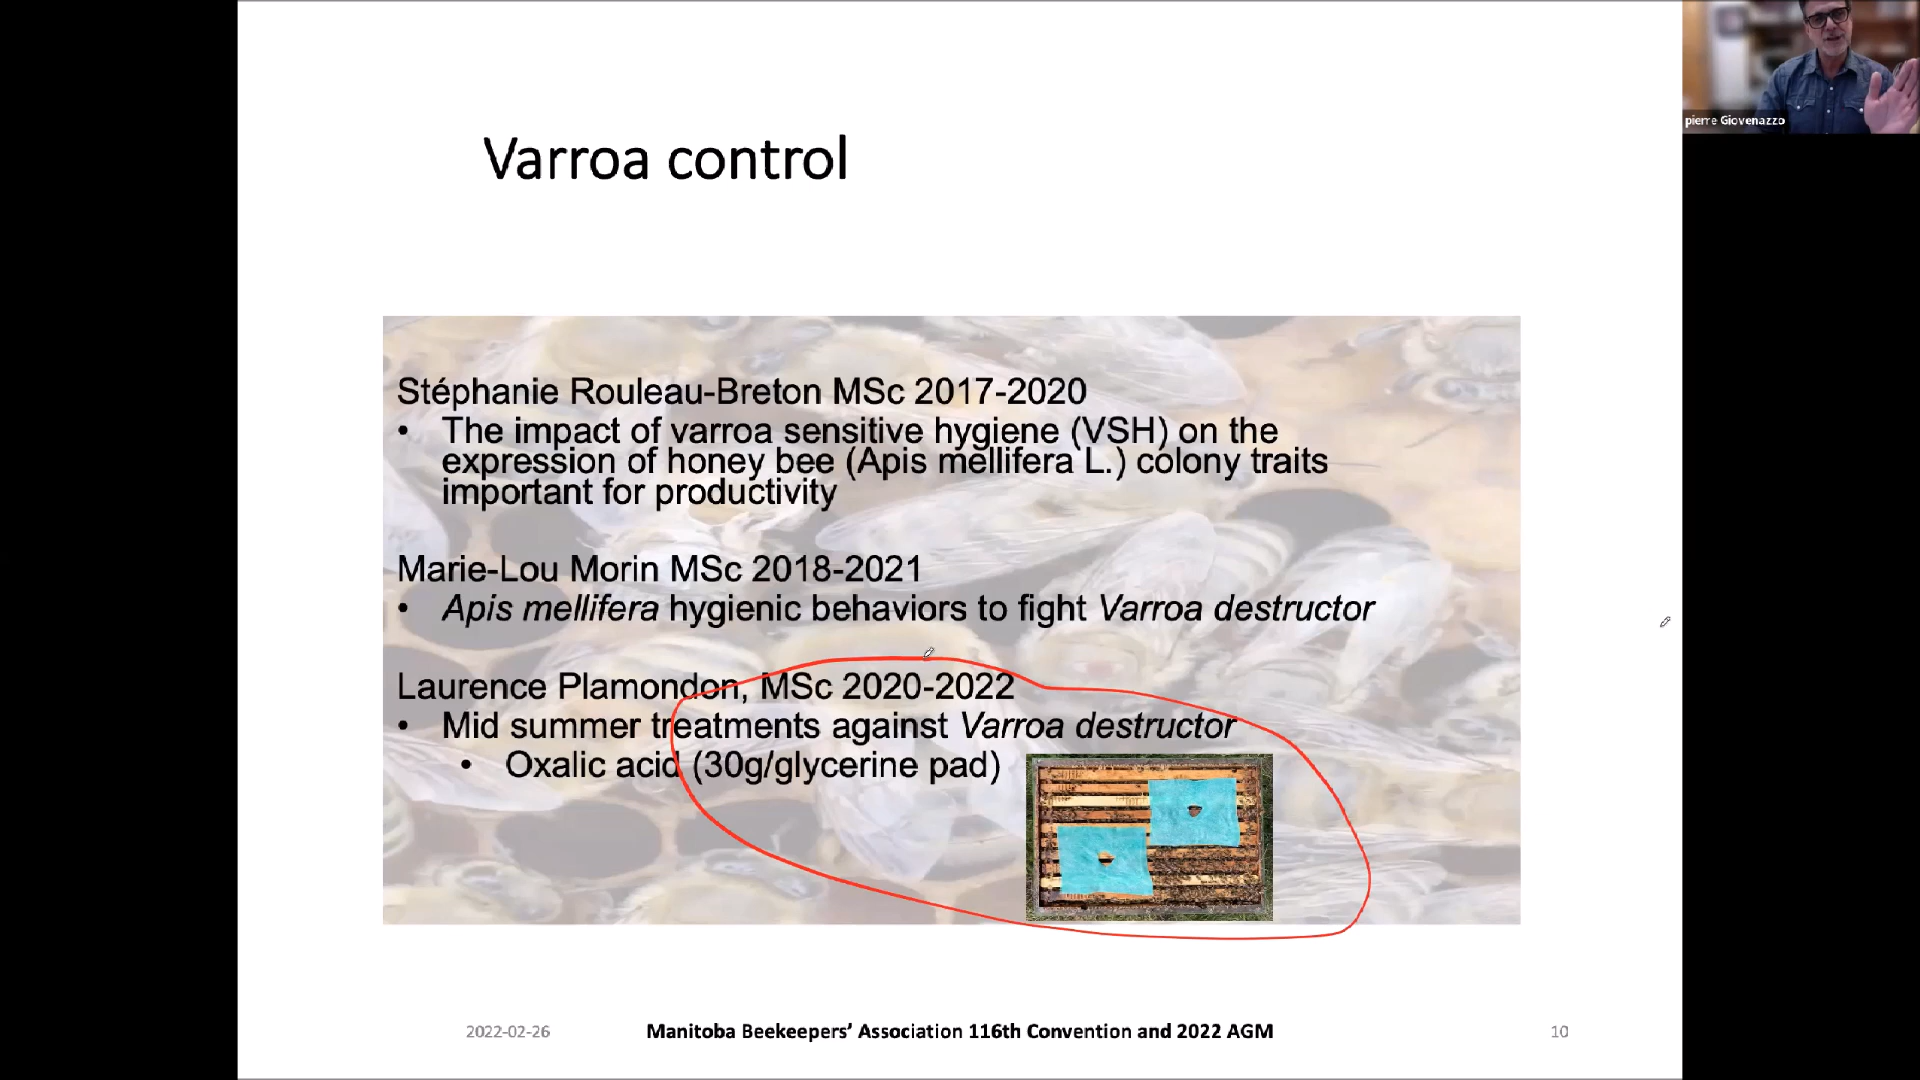 pierre Giovenazzo
Varroa control
Stéphanie Rouleau-Breton MSc 2017-2020
• The impact of varroa sensitive hygiene (VSH) on the
expression of honey bee (Apis mellifera L.) colony traits
important for productivity
Marie-Lou Morin MSc 2018-2021
• Apis mellifera hygienic behaviors to fight Varroa destructor
Laurence Plamondon, MSc 2020-2022
• Mid summer treatments against Varroa destructor
• Oxalic acid (30g/glycerine pad)
2022-02-26
Manitoba Beekeepers’ Association 116th Convention and 2022 AGM
10